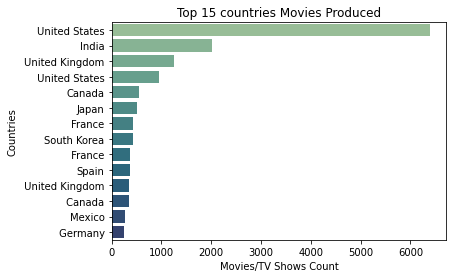 Top 15 countries Movies Produced
Countries
United States
India
United Kingdom
United States
Canada
Japan
France
South Korea
France
Spain
United Kingdom
Canada
Mexico
Germany
0 1000 2000 3000 4000 5000 6000
Movies/TV Shows Count